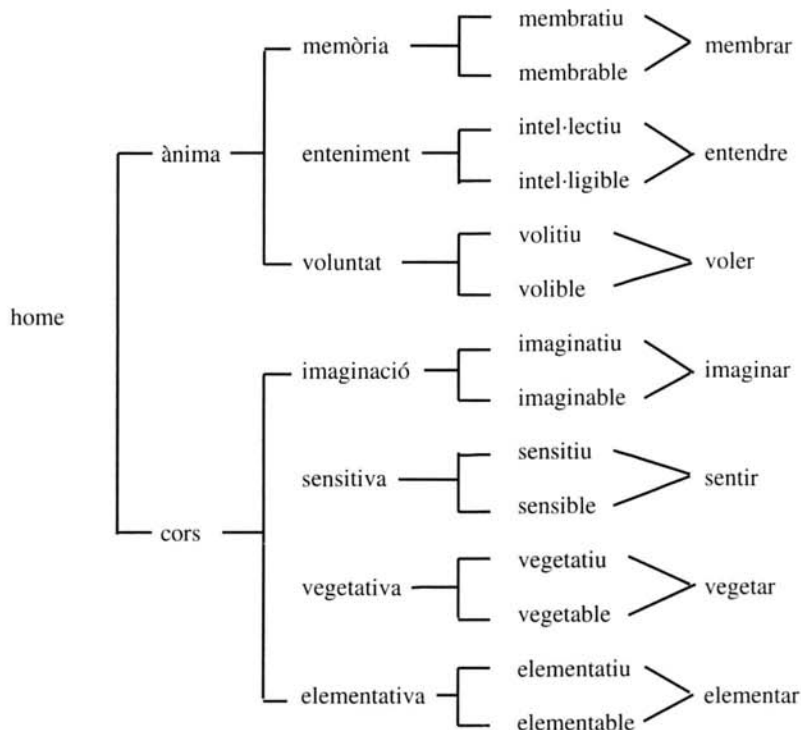 membratiu
memòria
membrar
membrable
intel·lectiu
ànima
enteniment
entendre
intel·ligible
volitiu
voluntat
voler
volible
home
imaginatiu
imaginació
imaginar
imaginable
sensitiu
sensitiva
sentir
sensible
cors
vegetatiu
vegetativa
vegetar
vegetable
elementatiu
elementativa
elementar
elementable